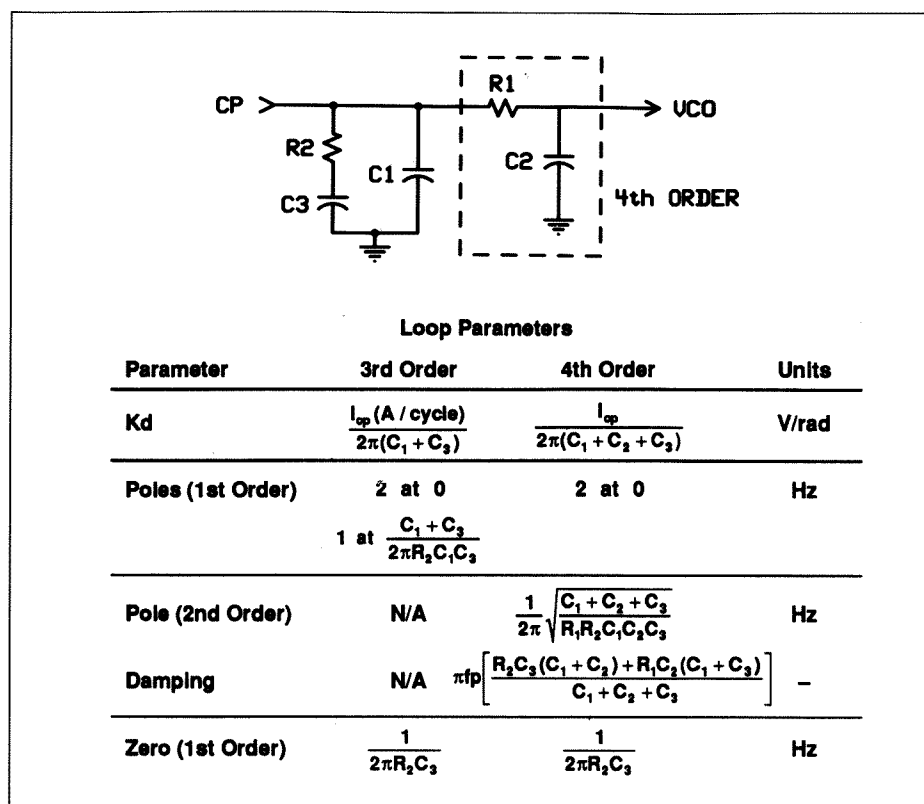 CP
R1
VCO
R2
C1
C2
C3
4th ORDER
Loop Parameters
Parameter 3rd Order 4th Order Units
Kd I_cp (A / cycle) / 2π(C₁ + C₃) I_cp / 2π(C₁ + C₂ + C₃) V/rad
Poles (1st Order) 2 at 0 2 at 0 Hz
1 at C₁ + C₃ / 2πR₂C₁C₃
Pole (2nd Order) N/A 1 / 2π √(C₁ + C₂ + C₃ / R₁R₂C₁C₂C₃) Hz
Damping N/A πfp[R₂C₃(C₁ + C₂) + R₁C₂(C₁ + C₃) / C₁ + C₂ + C₃] –
Zero (1st Order) 1 / 2πR₂C₃ 1 / 2πR₂C₃ Hz